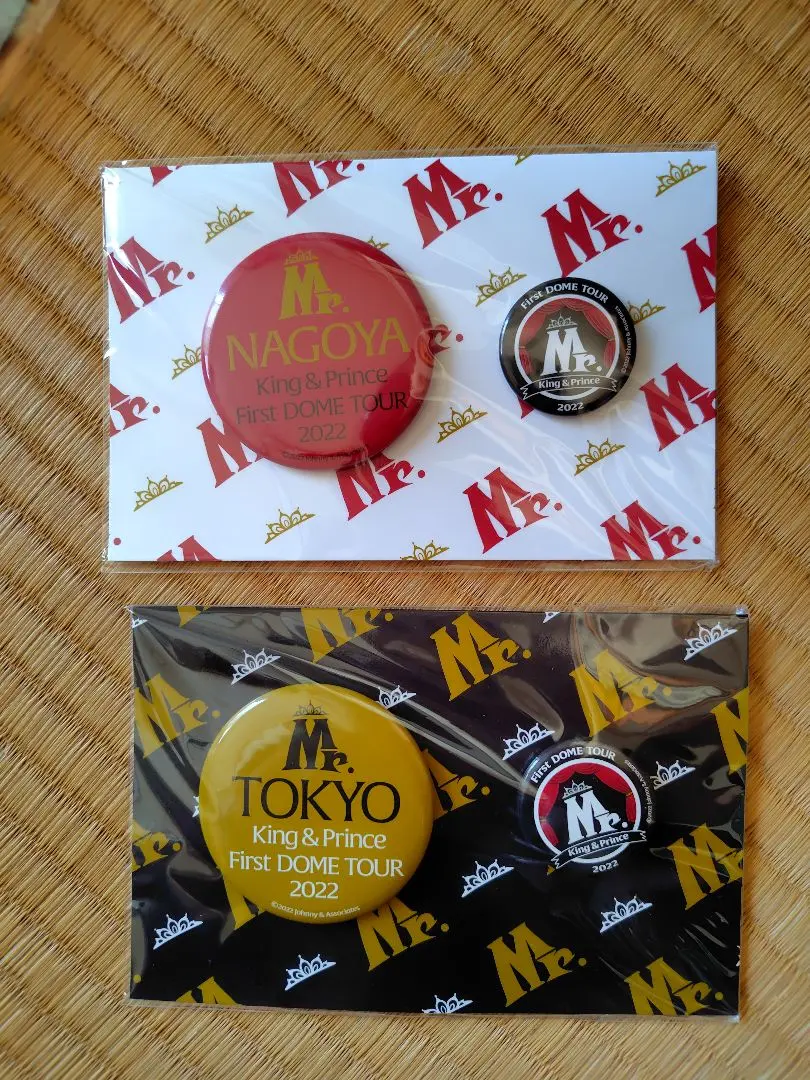 Mr.
NAGOYA
King & Prince
First DOME TOUR
2022
First DOME TOUR
Mr.
King & Prince
2022
Mr.
TOKYO
King & Prince
First DOME TOUR
2022
©2022 Johnny & Associates
First DOME TOUR
Mr.
King & Prince
2022